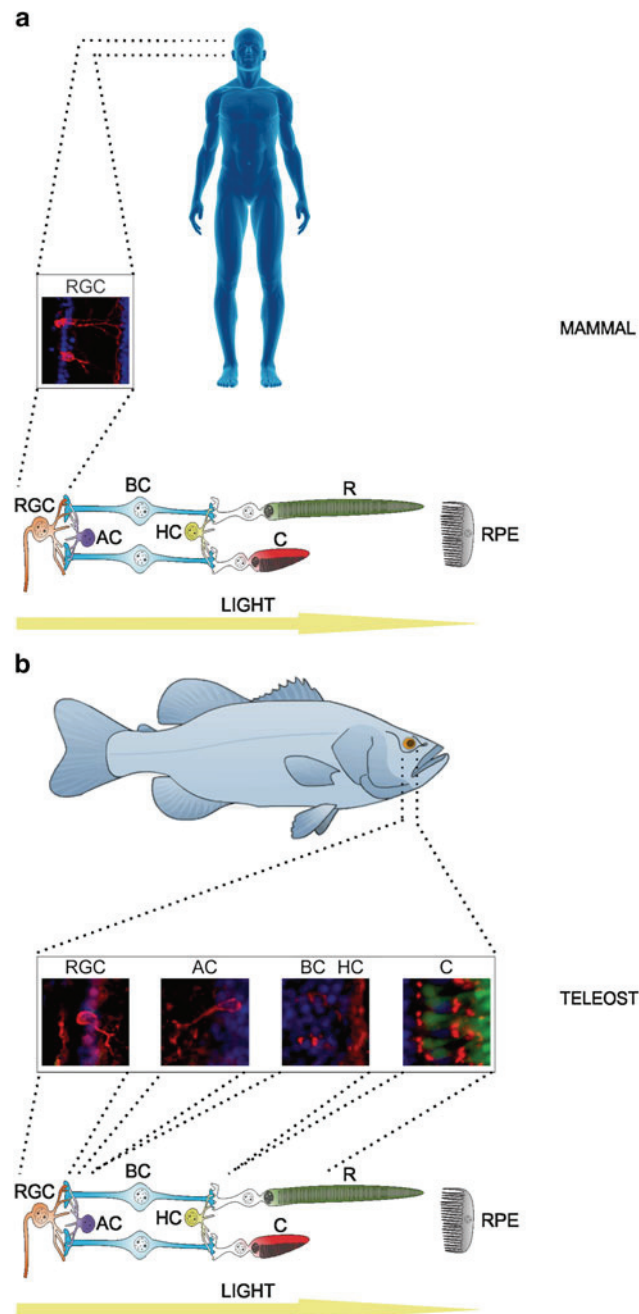 a
RGC
MAMMAL
BC
R
RGC
AC
HC
C
RPE
LIGHT
b
RGC AC BC HC C
TELEOST
BC
R
RGC
AC
HC
C
RPE
LIGHT